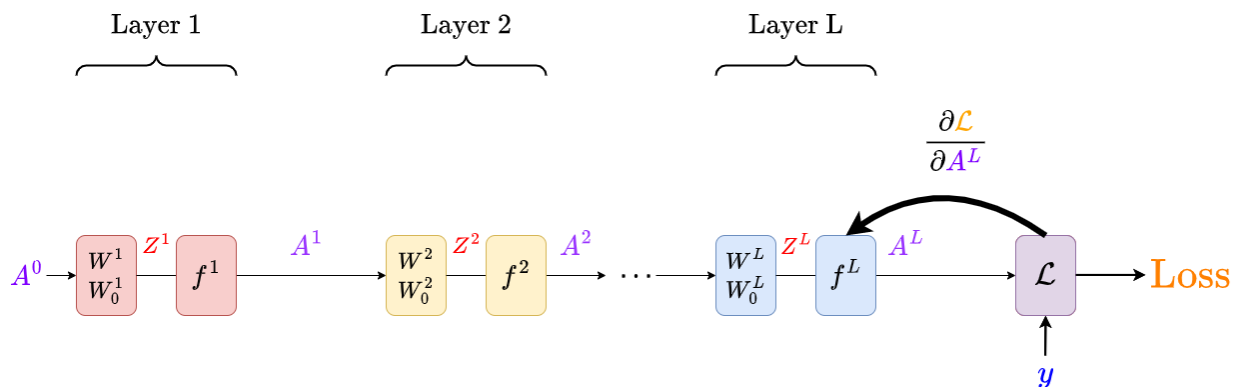 Layer 1
Layer 2
Layer L
∂ℒ
∂A^L
A^0
W^1
W_0^1
Z^1
f^1
A^1
W^2
W_0^2
Z^2
f^2
A^2
...
W^L
W_0^L
Z^L
f^L
A^L
ℒ
Loss
y